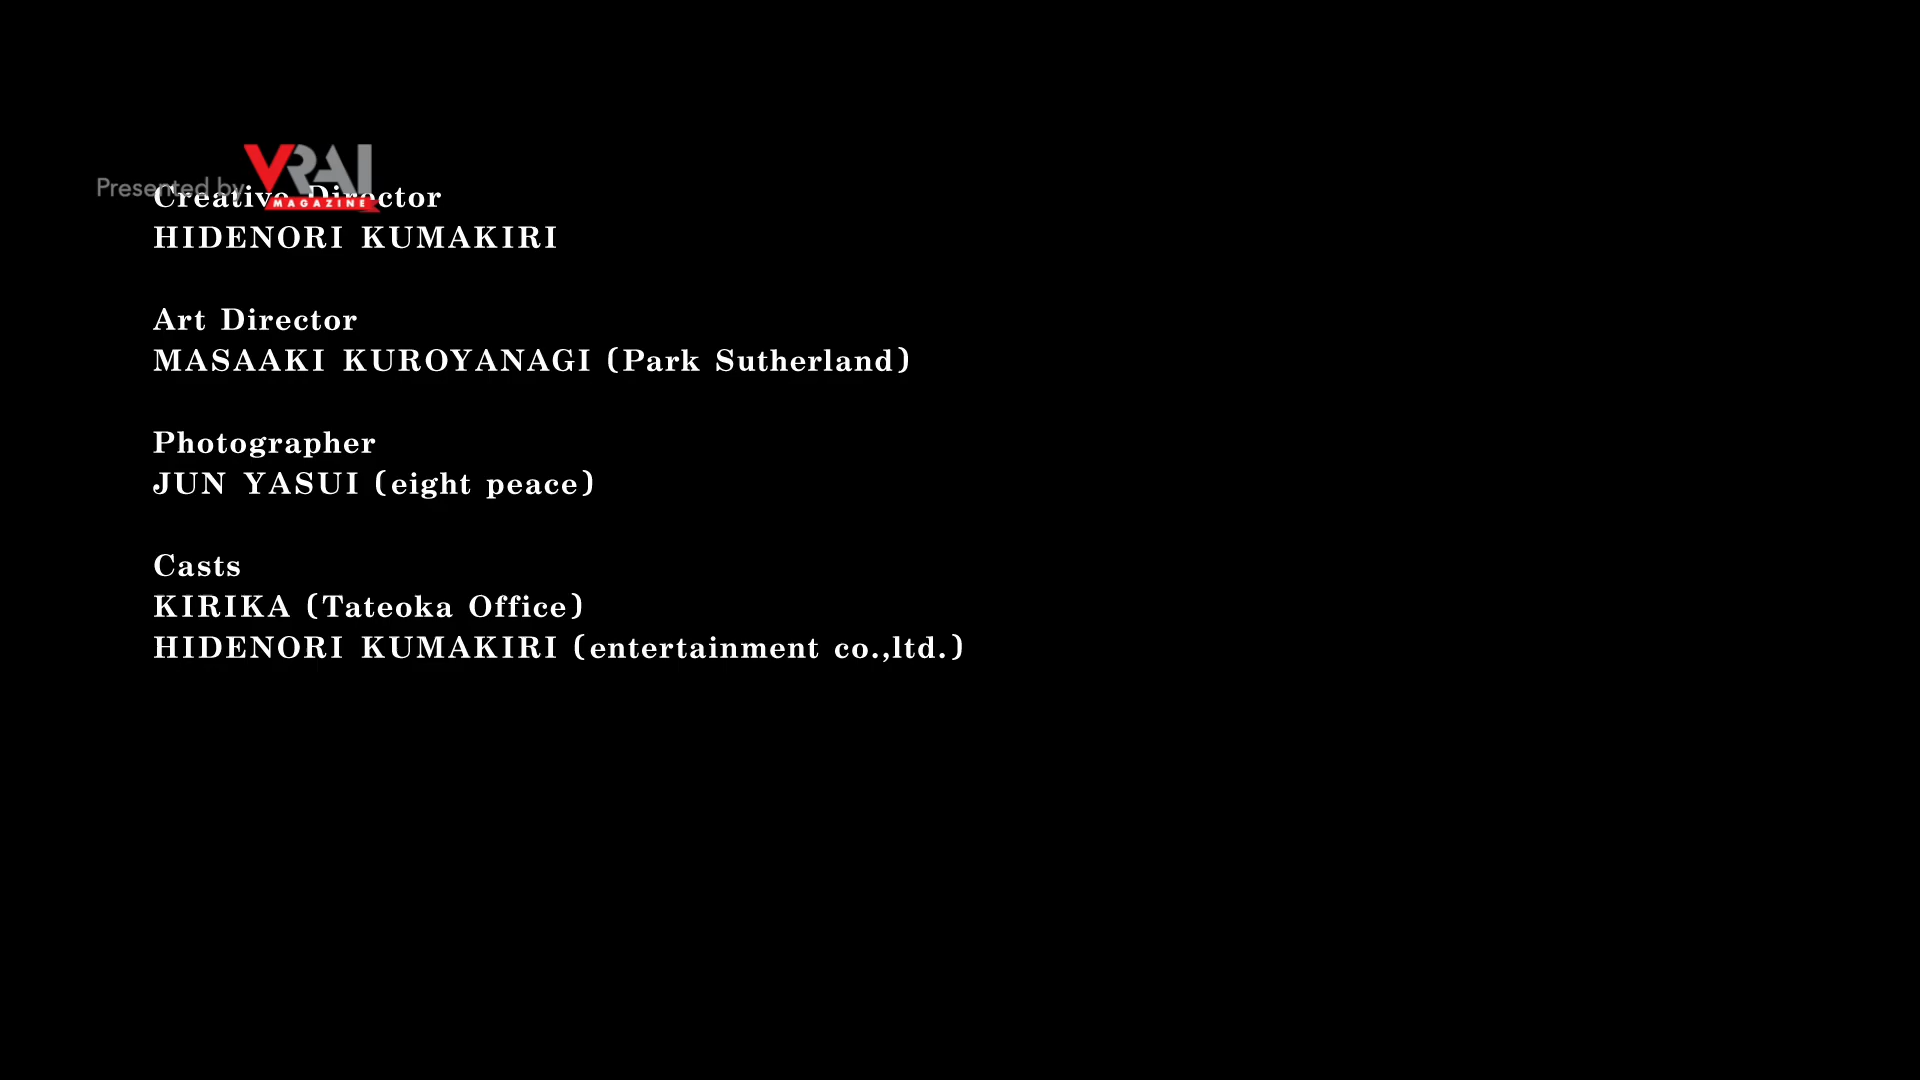 Presented by VRAI
MAGAZINE
Creative Director
HIDENORI KUMAKIRI
Art Director
MASAAKI KUROYANAGI (Park Sutherland)
Photographer
JUN YASUI (eight peace)
Casts
KIRIKA (Tateoka Office)
HIDENORI KUMAKIRI (entertainment co.,ltd.)